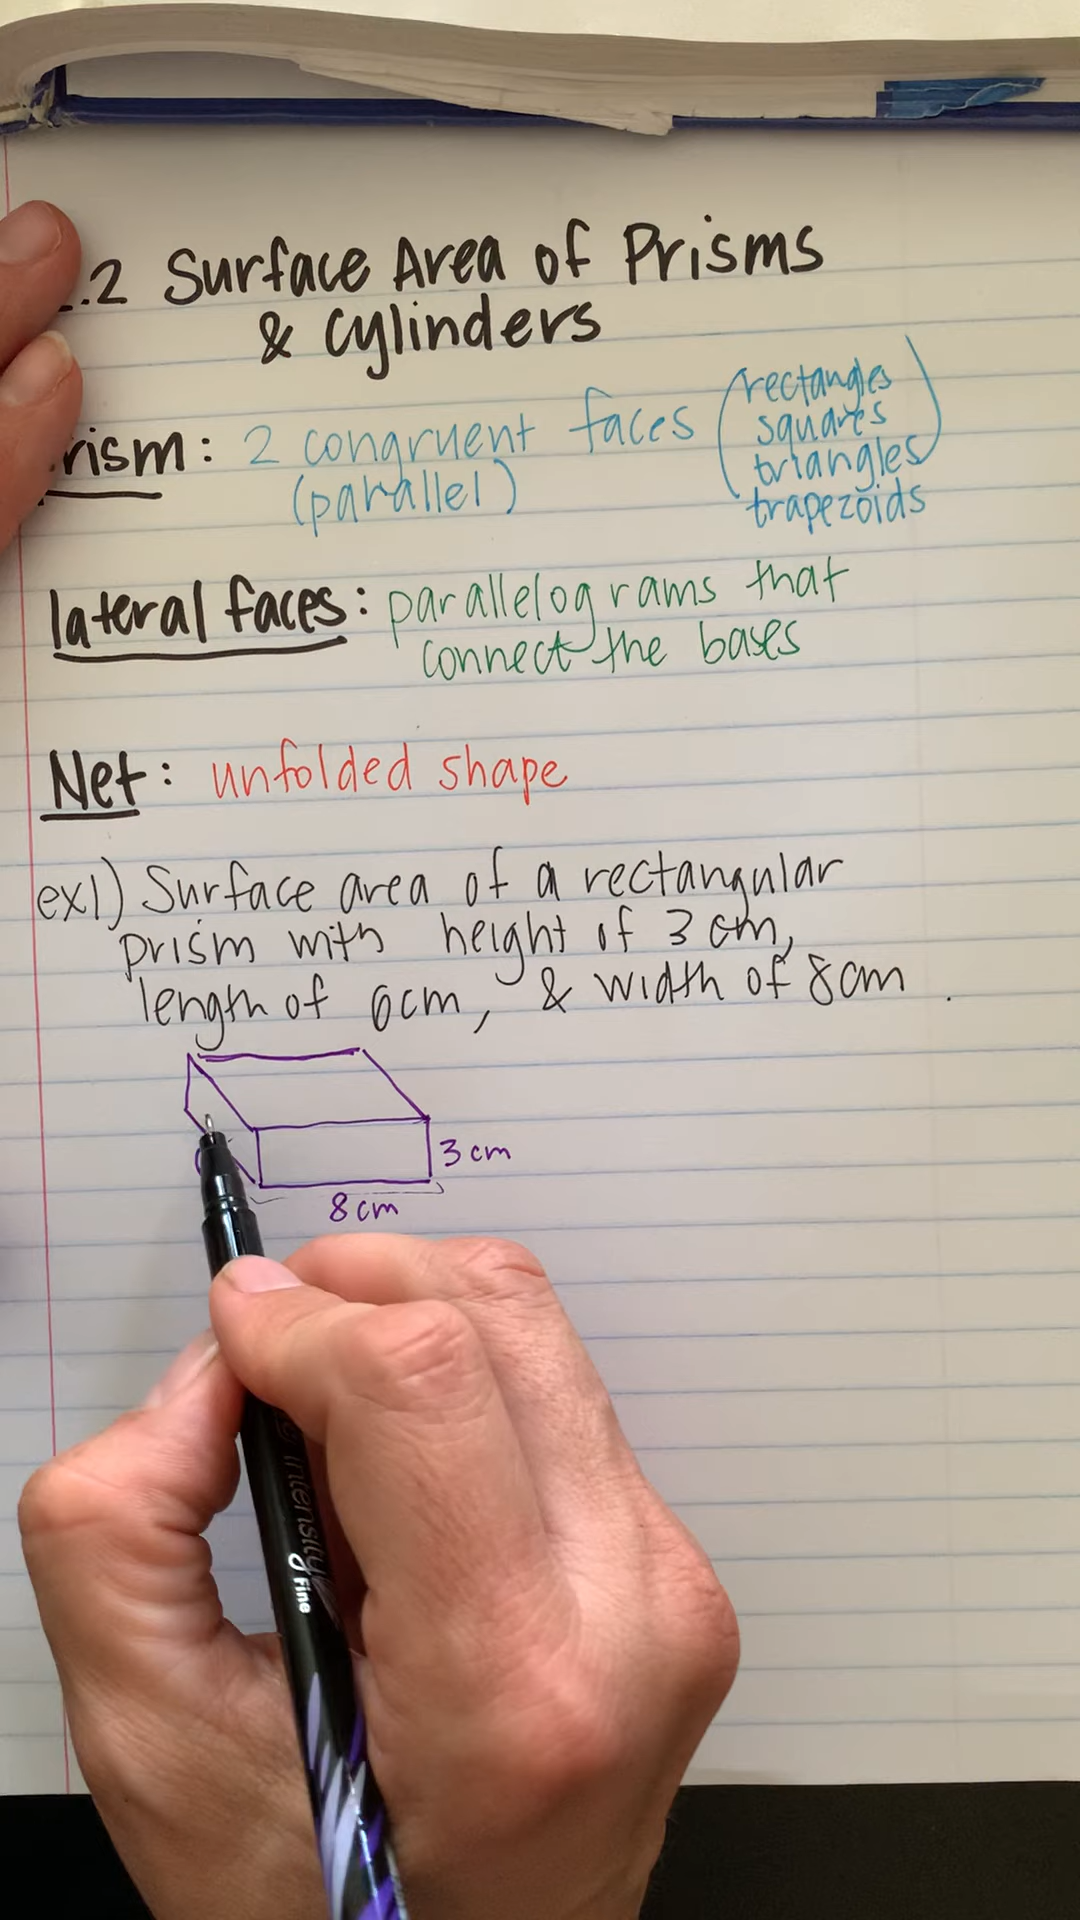 .2 Surface Area of Prisms
& Cylinders
rism: 2 congruent faces (rectangles
squares
triangles)
trapezoids
(parallel)
lateral faces: parallelograms that
connect the bases
Net: unfolded shape
ex1) Surface area of a rectangular
prism with height of 3 cm,
length of 6cm, & width of 8cm.
3 cm
8 cm
intensity Fine